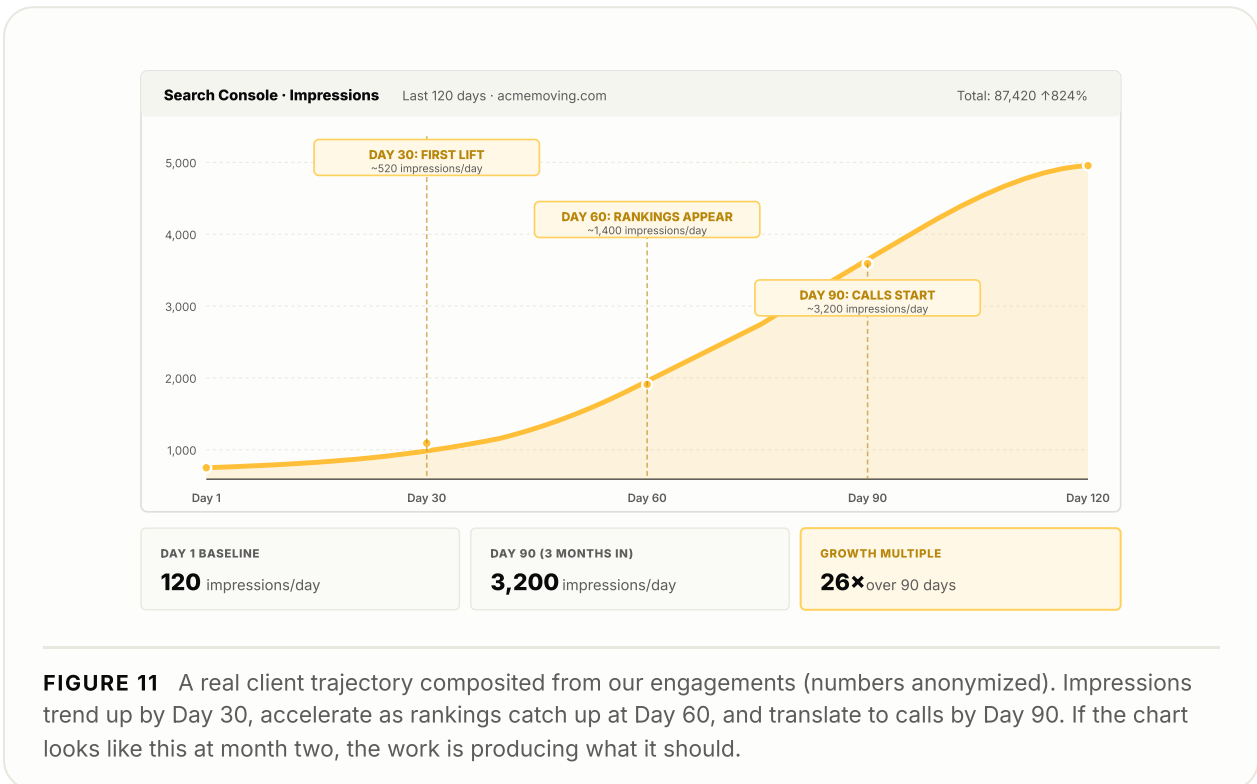 Search Console · Impressions Last 120 days · acmemoving.com Total: 87,420 ↑824%
DAY 30: FIRST LIFT
~520 impressions/day
DAY 60: RANKINGS APPEAR
~1,400 impressions/day
DAY 90: CALLS START
~3,200 impressions/day
5,000
4,000
3,000
2,000
1,000
Day 1 Day 30 Day 60 Day 90 Day 120
DAY 1 BASELINE
120 impressions/day
DAY 90 (3 MONTHS IN)
3,200 impressions/day
GROWTH MULTIPLE
26× over 90 days
FIGURE 11 A real client trajectory composited from our engagements (numbers anonymized). Impressions
trend up by Day 30, accelerate as rankings catch up at Day 60, and translate to calls by Day 90. If the chart
looks like this at month two, the work is producing what it should.